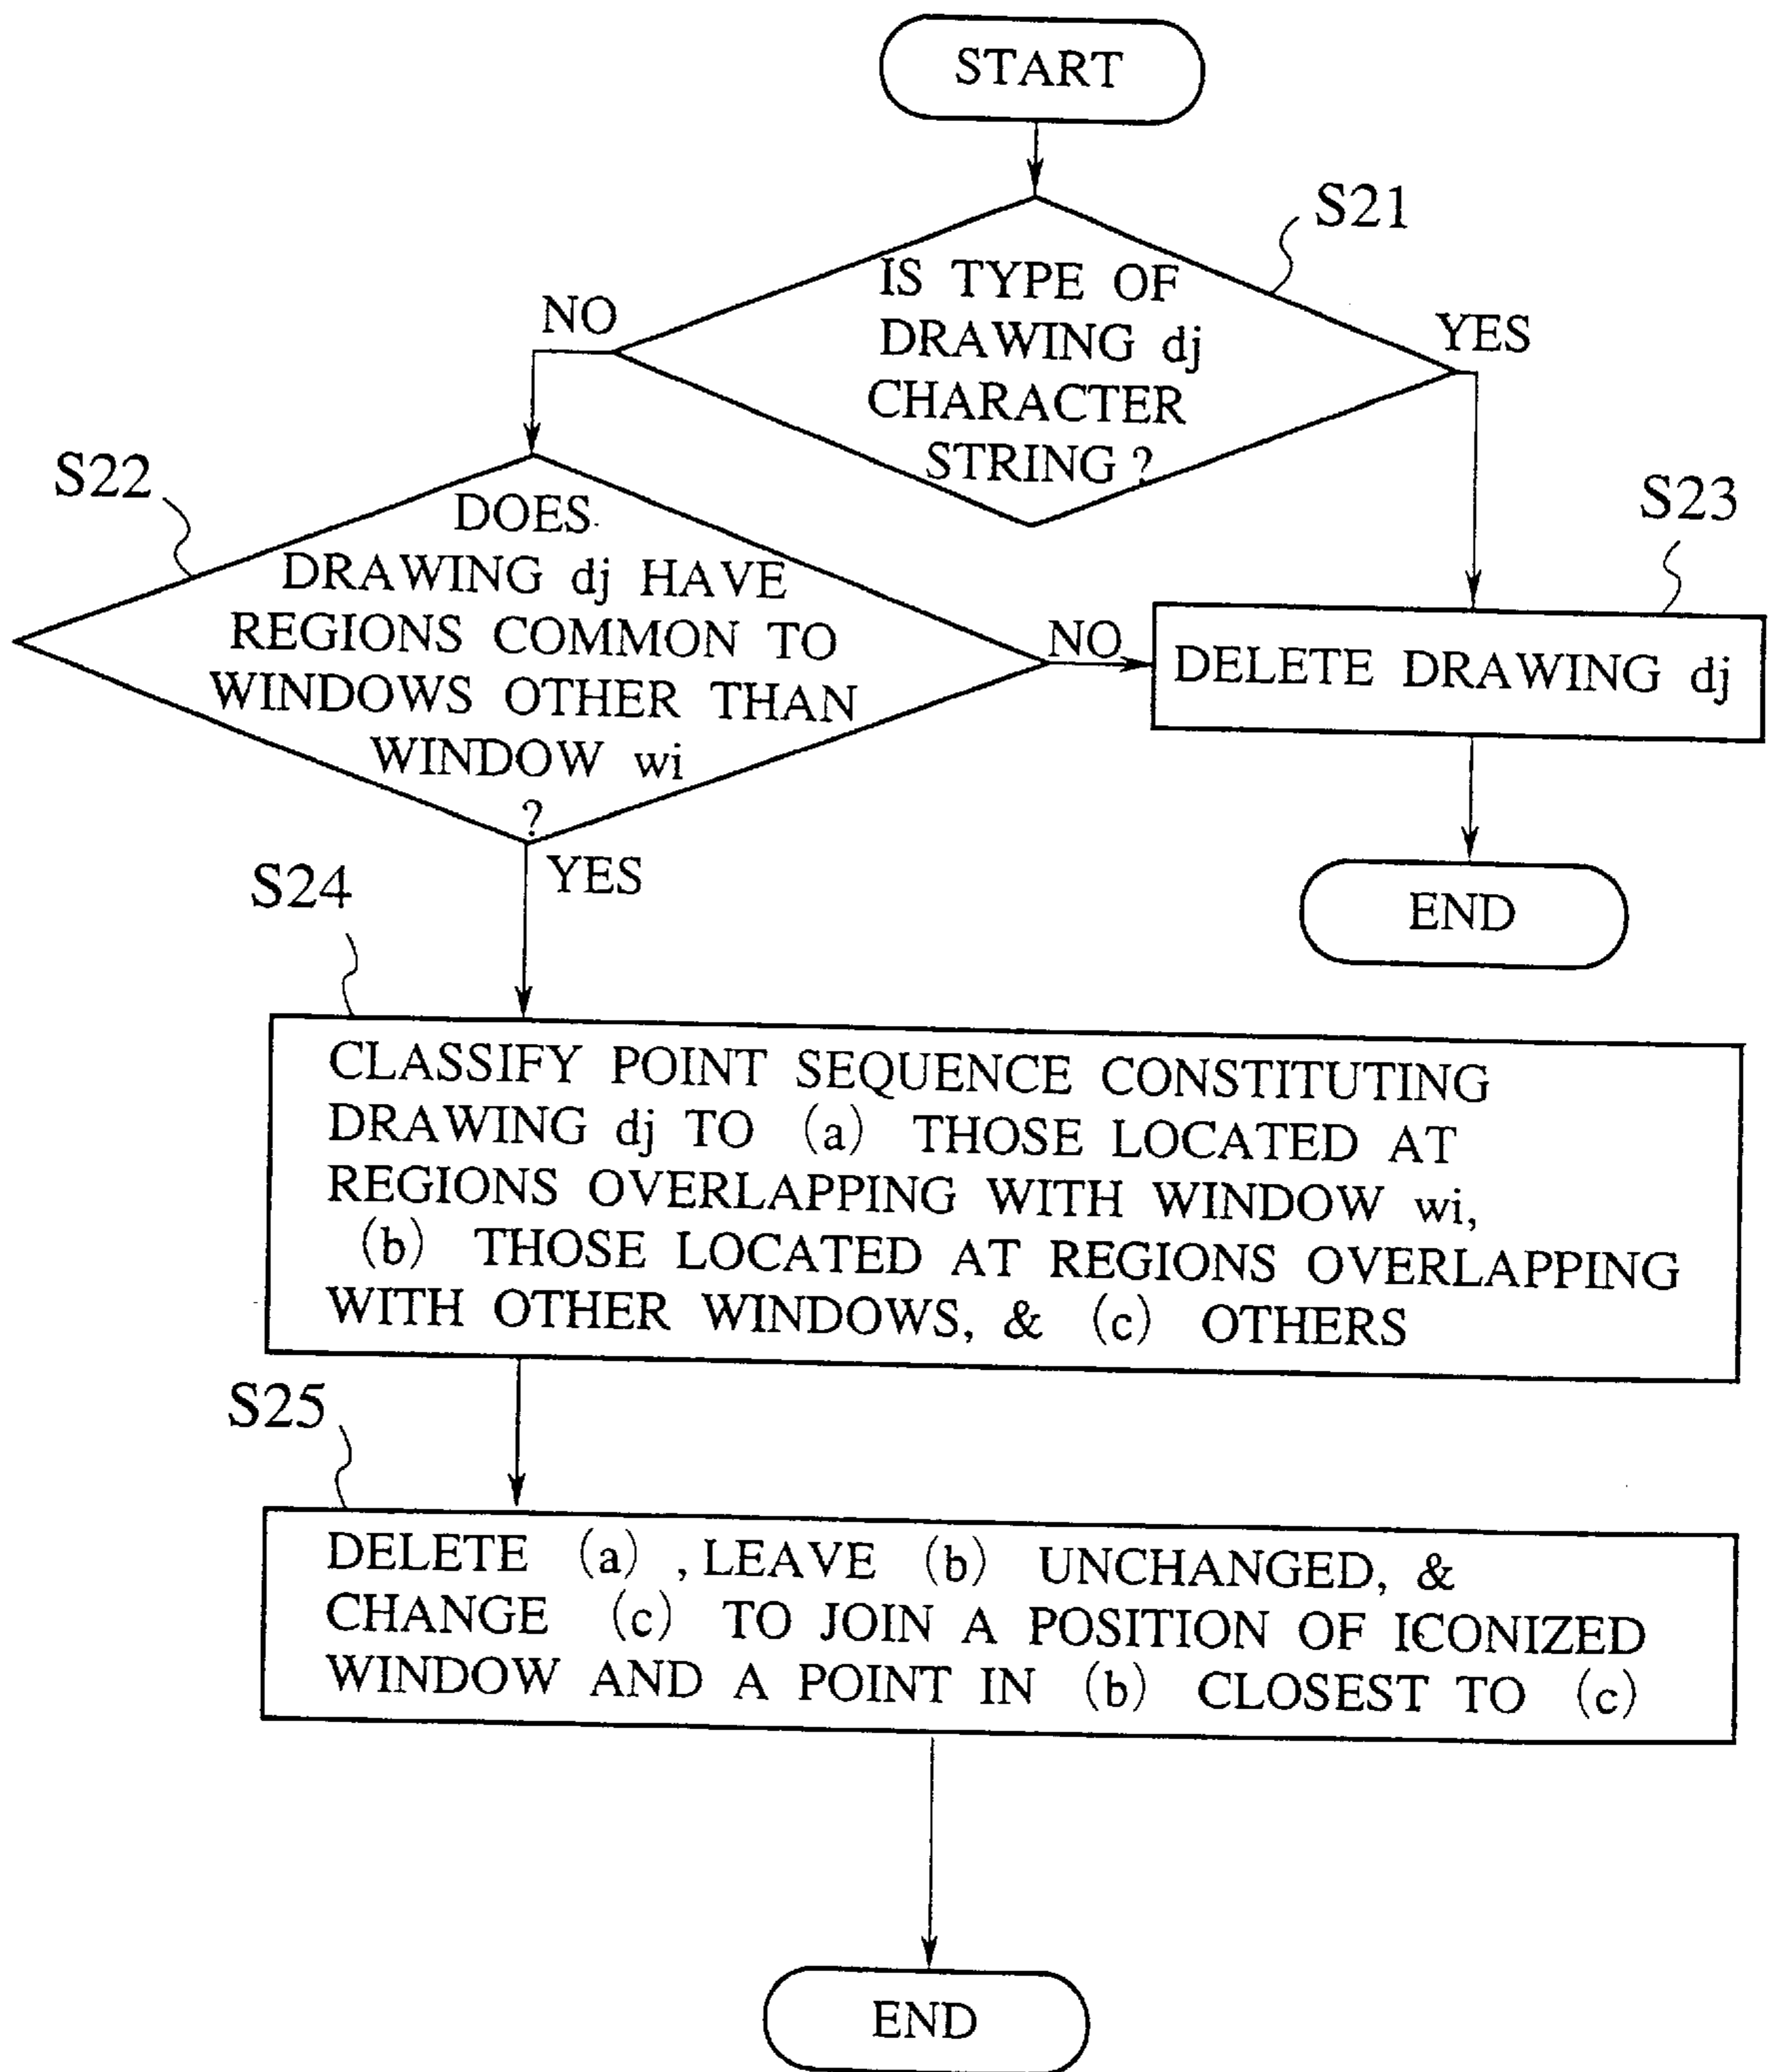 START
S21
IS TYPE OF
DRAWING dj
CHARACTER
STRING ?
NO
YES
S22
DOES
DRAWING dj HAVE
REGIONS COMMON TO
WINDOWS OTHER THAN
WINDOW wi
?
NO
YES
S23
DELETE DRAWING dj
END
S24
CLASSIFY POINT SEQUENCE CONSTITUTING
DRAWING dj TO (a) THOSE LOCATED AT
REGIONS OVERLAPPING WITH WINDOW wi,
(b) THOSE LOCATED AT REGIONS OVERLAPPING
WITH OTHER WINDOWS, & (c) OTHERS
S25
DELETE (a), LEAVE (b) UNCHANGED, &
CHANGE (c) TO JOIN A POSITION OF ICONIZED
WINDOW AND A POINT IN (b) CLOSEST TO (c)
END